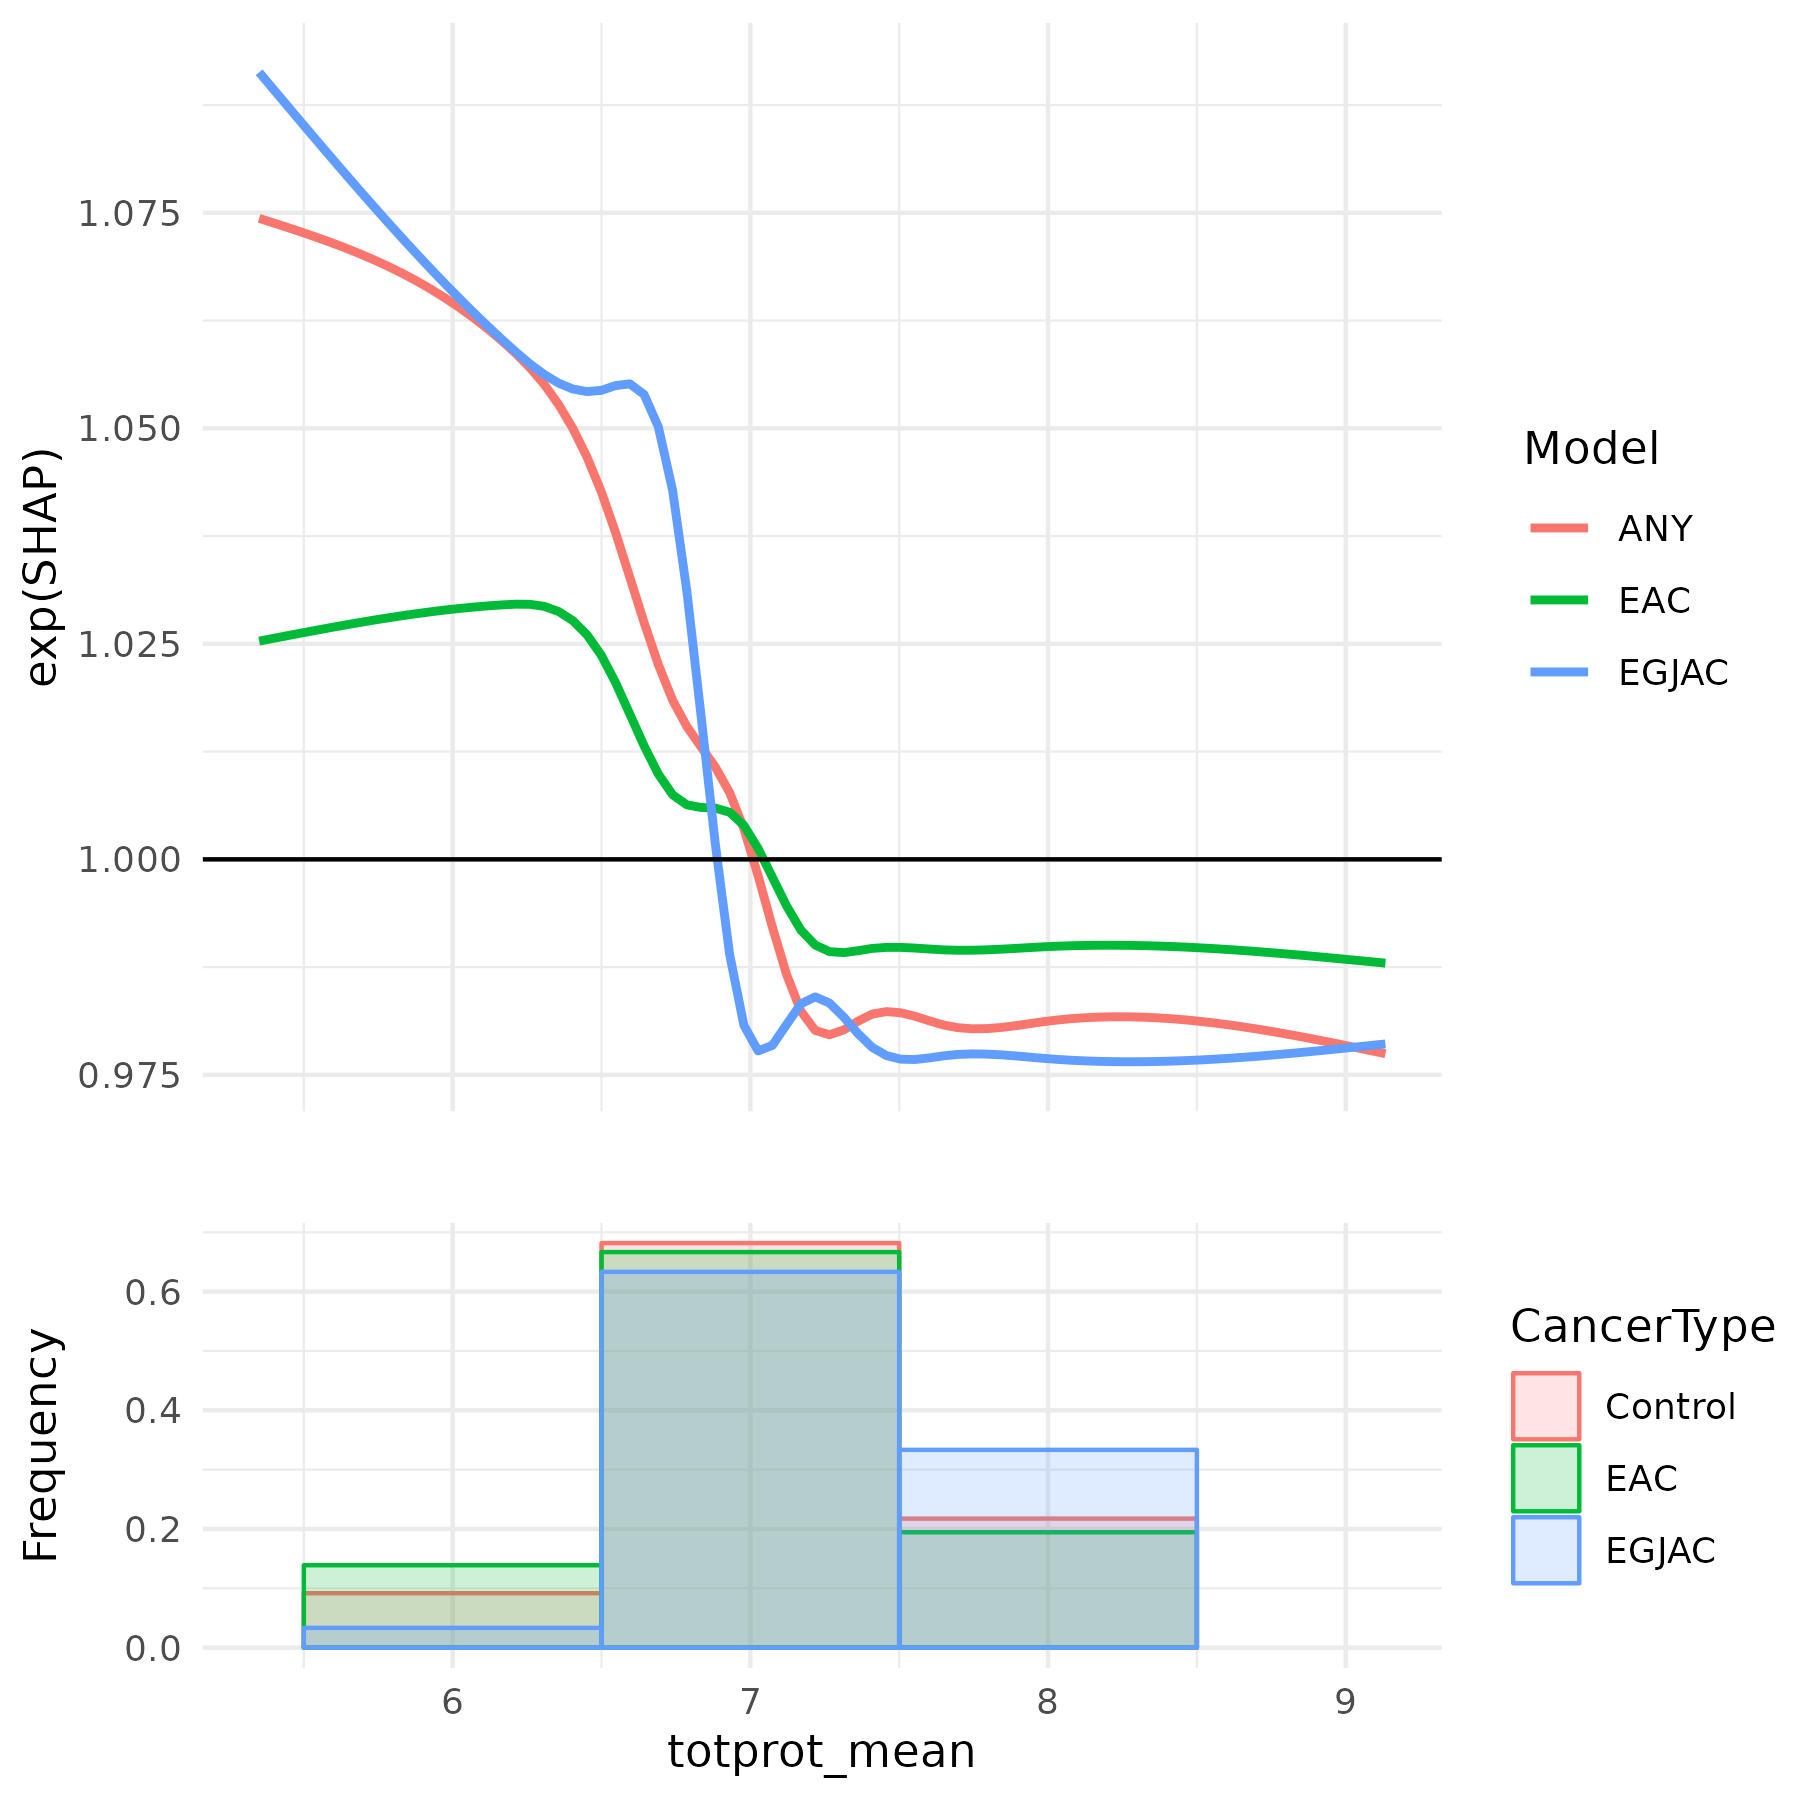 exp(SHAP)
1.075
1.050
1.025
1.000
0.975
Model
ANY
EAC
EGJAC
Frequency
0.6
0.4
0.2
0.0
6 7 8 9
totprot_mean
CancerType
Control
EAC
EGJAC